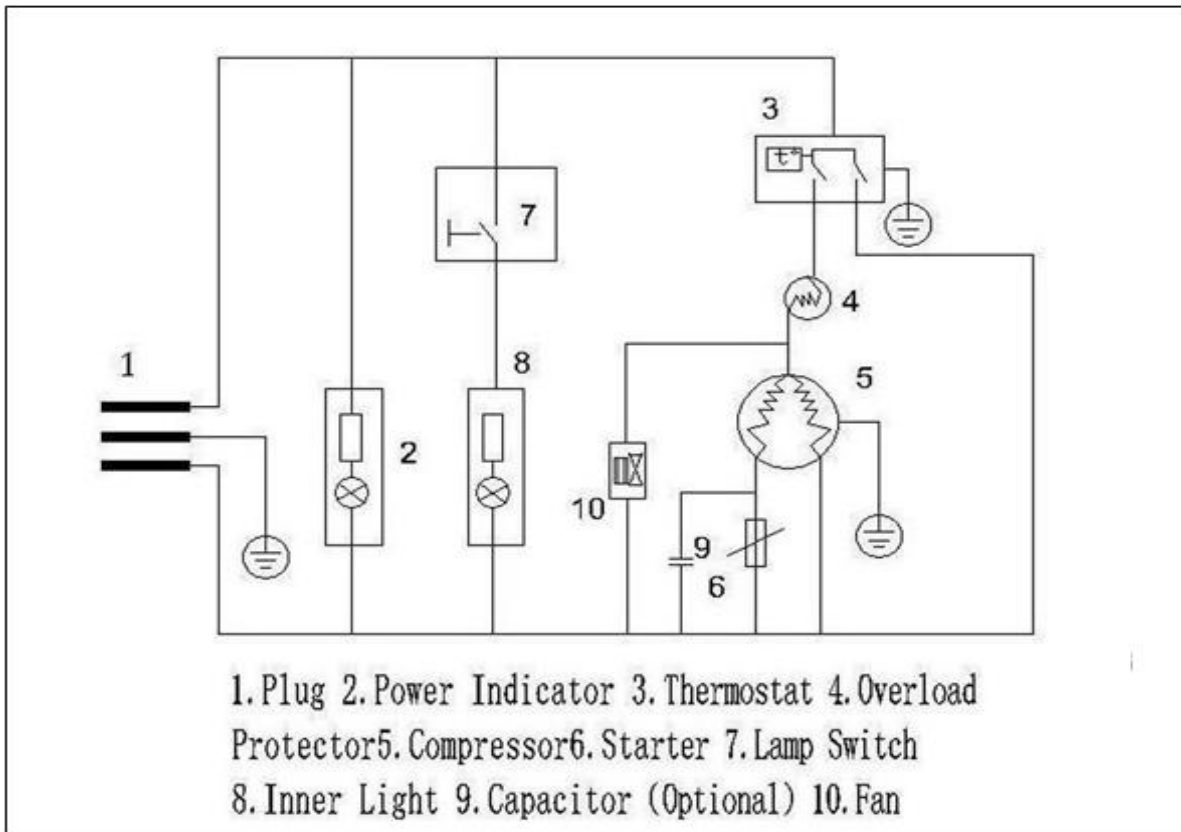 3
7
4
1
8
5
2
10
9
6
t°
1.Plug 2.Power Indicator 3.Thermostat 4.Overload
Protector5.Compressor6.Starter 7.Lamp Switch
8.Inner Light 9.Capacitor (Optional) 10.Fan